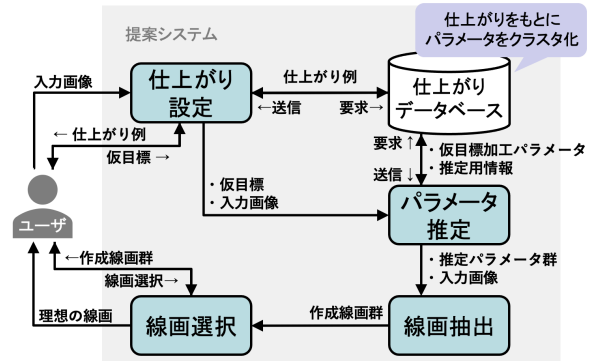 仕上がりをもとに
パラメータをクラスタ化
提案システム
入力画像
仕上がり
設定
仕上がり例
←送信
要求→
仕上がり
データベース
← 仕上がり例
仮目標 →
要求↑
送信↓
・仮目標加工パラメータ
・推定用情報
・仮目標
・入力画像
パラメータ
推定
ユーザ
←作成線画群
線画選択→
・推定パラメータ群
・入力画像
理想の線画
線画選択
作成線画群
線画抽出